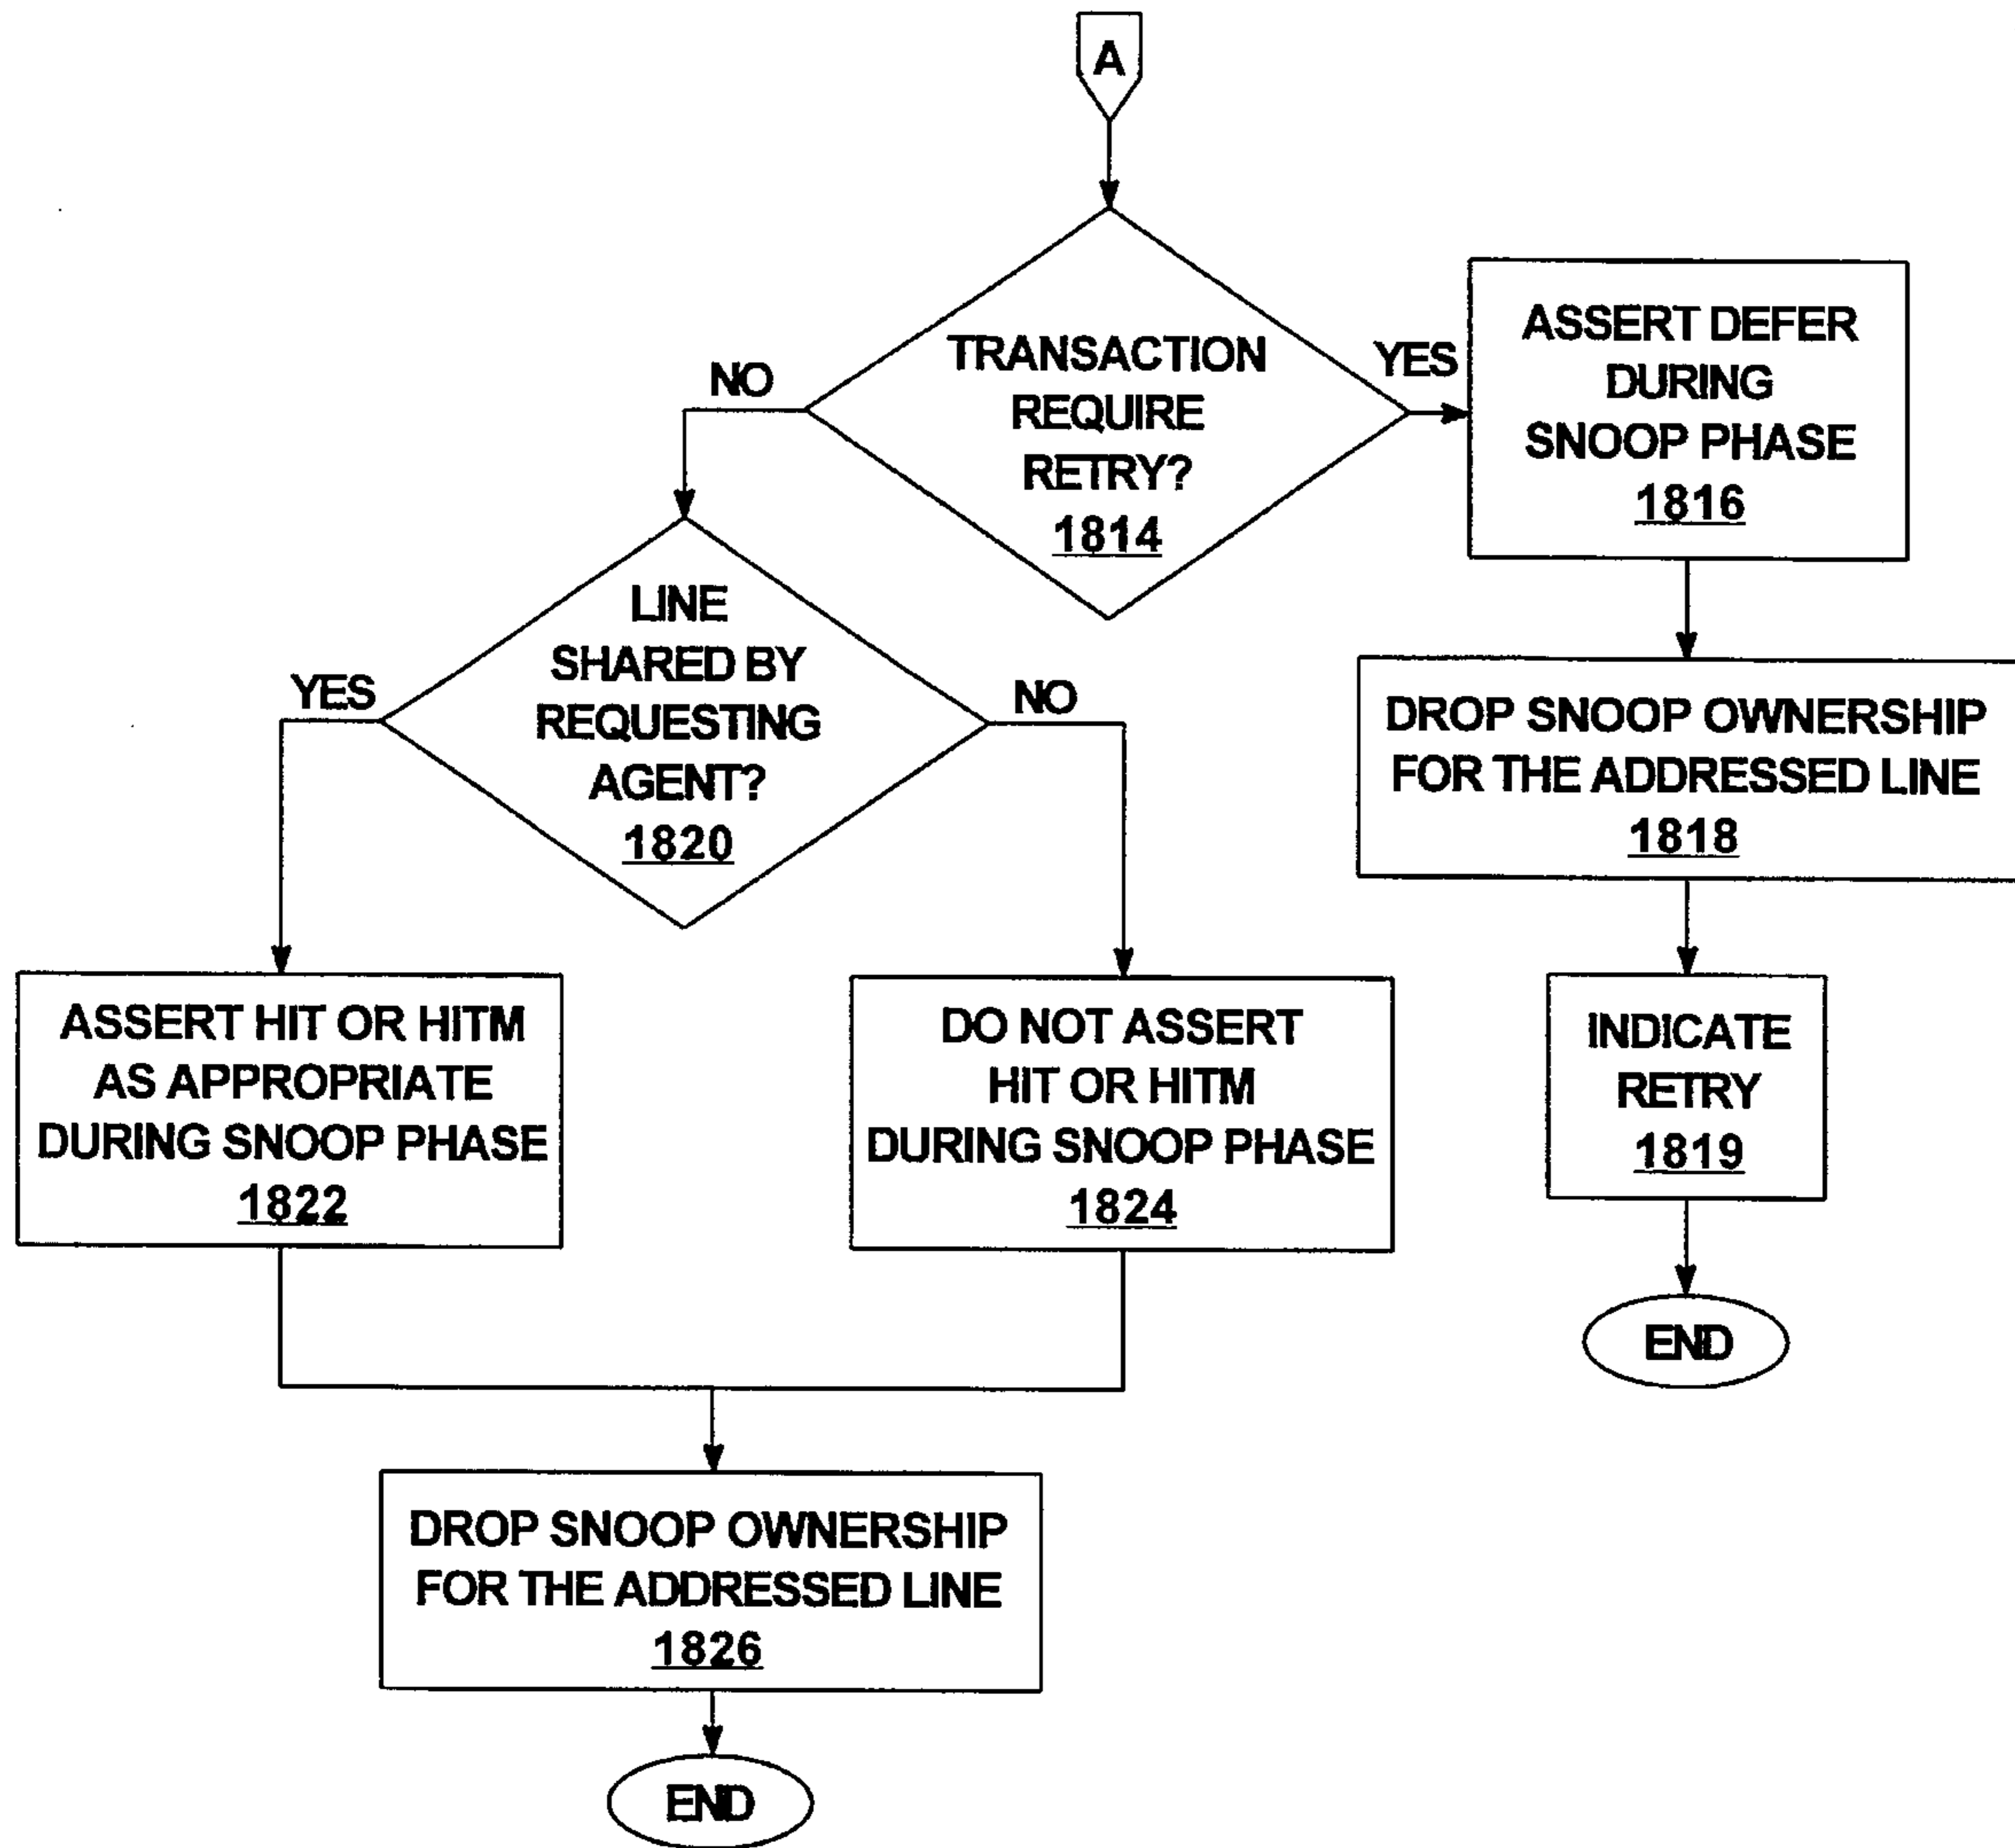 A
TRANSACTION
REQUIRE
RETRY?
1814
NO
YES
ASSERT DEFER
DURING
SNOOP PHASE
1816
LINE
SHARED BY
REQUESTING
AGENT?
1820
YES
NO
DROP SNOOP OWNERSHIP
FOR THE ADDRESSED LINE
1818
ASSERT HIT OR HITM
AS APPROPRIATE
DURING SNOOP PHASE
1822
DO NOT ASSERT
HIT OR HITM
DURING SNOOP PHASE
1824
INDICATE
RETRY
1819
END
DROP SNOOP OWNERSHIP
FOR THE ADDRESSED LINE
1826
END